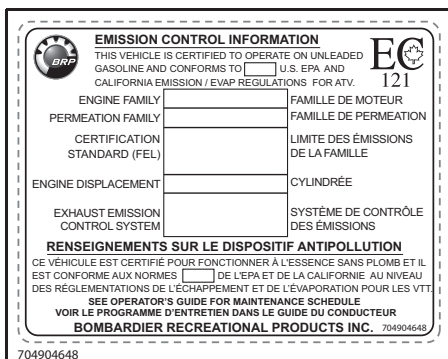 EMISSION CONTROL INFORMATION
THIS VEHICLE IS CERTIFIED TO OPERATE ON UNLEADED
GASOLINE AND CONFORMS TO U.S. EPA AND
CALIFORNIA EMISSION / EVAP REGULATIONS FOR ATV.
BRP
EC
121
ENGINE FAMILY FAMILLE DE MOTEUR
PERMEATION FAMILY FAMILLE DE PERMEATION
CERTIFICATION LIMITE DES ÉMISSIONS
STANDARD (FEL) DE LA FAMILLE
ENGINE DISPLACEMENT CYLINDRÉE
EXHAUST EMISSION SYSTÈME DE CONTRÔLE
CONTROL SYSTEM DES ÉMISSIONS
RENSEIGNEMENTS SUR LE DISPOSITIF ANTIPOLLUTION
CE VÉHICULE EST CERTIFIÉ POUR FONCTIONNER À L'ESSENCE SANS PLOMB ET IL
EST CONFORME AUX NORMES DE L'EPA ET DE LA CALIFORNIE AU NIVEAU
DES RÉGLEMENTATIONS DE L'ÉCHAPPEMENT ET DE L'ÉVAPORATION POUR LES VTT.
SEE OPERATOR'S GUIDE FOR MAINTENANCE SCHEDULE
VOIR LE PROGRAMME D'ENTRETIEN DANS LE GUIDE DU CONDUCTEUR
BOMBARDIER RECREATIONAL PRODUCTS INC. 704904648
704904648